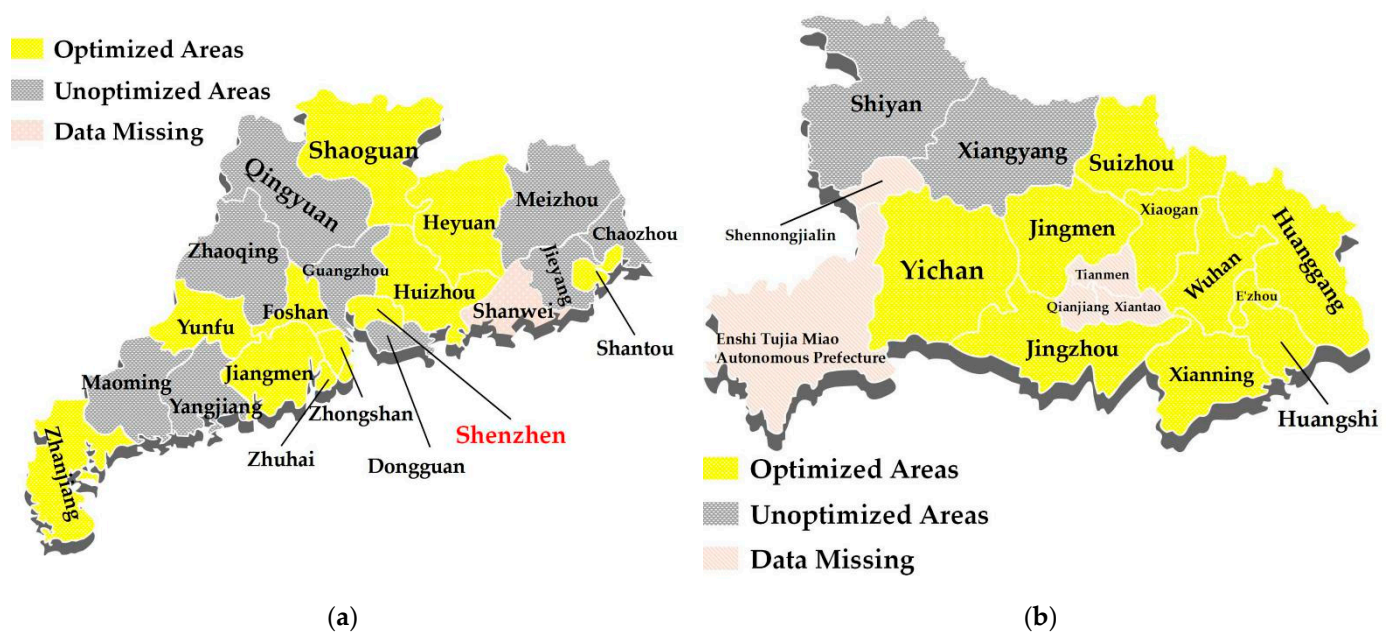 Optimized Areas
Unoptimized Areas
Data Missing
Shaoguan
Qingyuan
Meizhou
Heyuan
Chaozhou
Zhaoqing
Jieyang
Guangzhou
Huizhou
Foshan
Shanwei
Yunfu
Shantou
Jiangmen
Maoming
Yangjiang
Zhongshan
Shenzhen
Zhuhai
Dongguan
Zhanjiang
(a)
Shiyan
Xiangyang
Suizhou
Xiaogan
Shennongjialin
Jingmen
Huanggang
Yichan
Tianmen
Wuhan
E'zhou
Qianjiang
Xiantao
Enshi Tujia Miao
Autonomous Prefecture
Jingzhou
Xianning
Huangshi
Optimized Areas
Unoptimized Areas
Data Missing
(b)